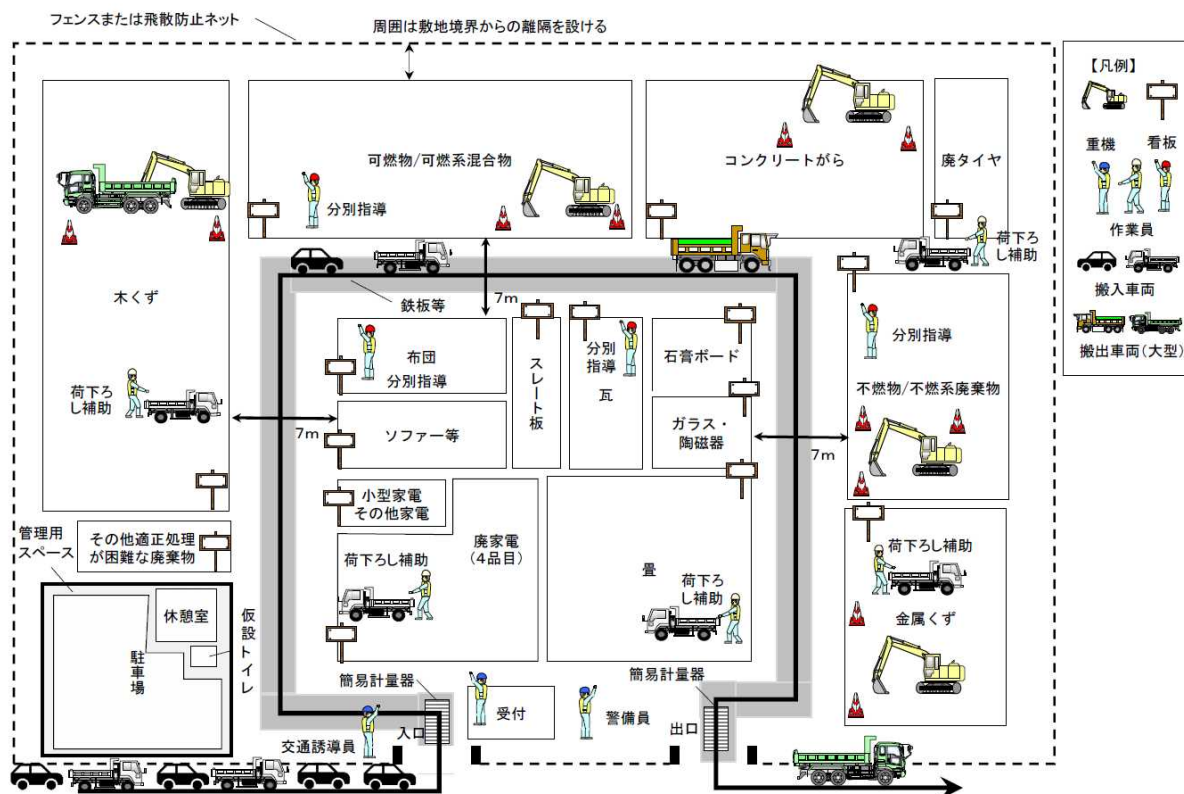 フェンスまたは飛散防止ネット
周囲は敷地境界からの離隔を設ける
【凡例】
重機
看板
作業員
搬入車両
搬出車両(大型)
可燃物/可燃系混合物
分別指導
コンクリートがら
廃タイヤ
荷下ろ
し補助
木くず
鉄板等
7m
布団
分別指導
スレート板
分別
指導
瓦
石膏ボード
分別指導
不燃物/不燃系廃棄物
荷下ろ
し補助
7m
ソファー等
ガラス・
陶磁器
7m
小型家電
その他家電
廃家電
(4品目)
荷下ろし補助
畳
荷下ろ
し補助
荷下ろし補助
金属くず
管理用
スペース
その他適正処理
が困難な廃棄物
休憩室
仮設トイレ
駐車場
簡易計量器
入口
受付
警備員
簡易計量器
出口
交通誘導員